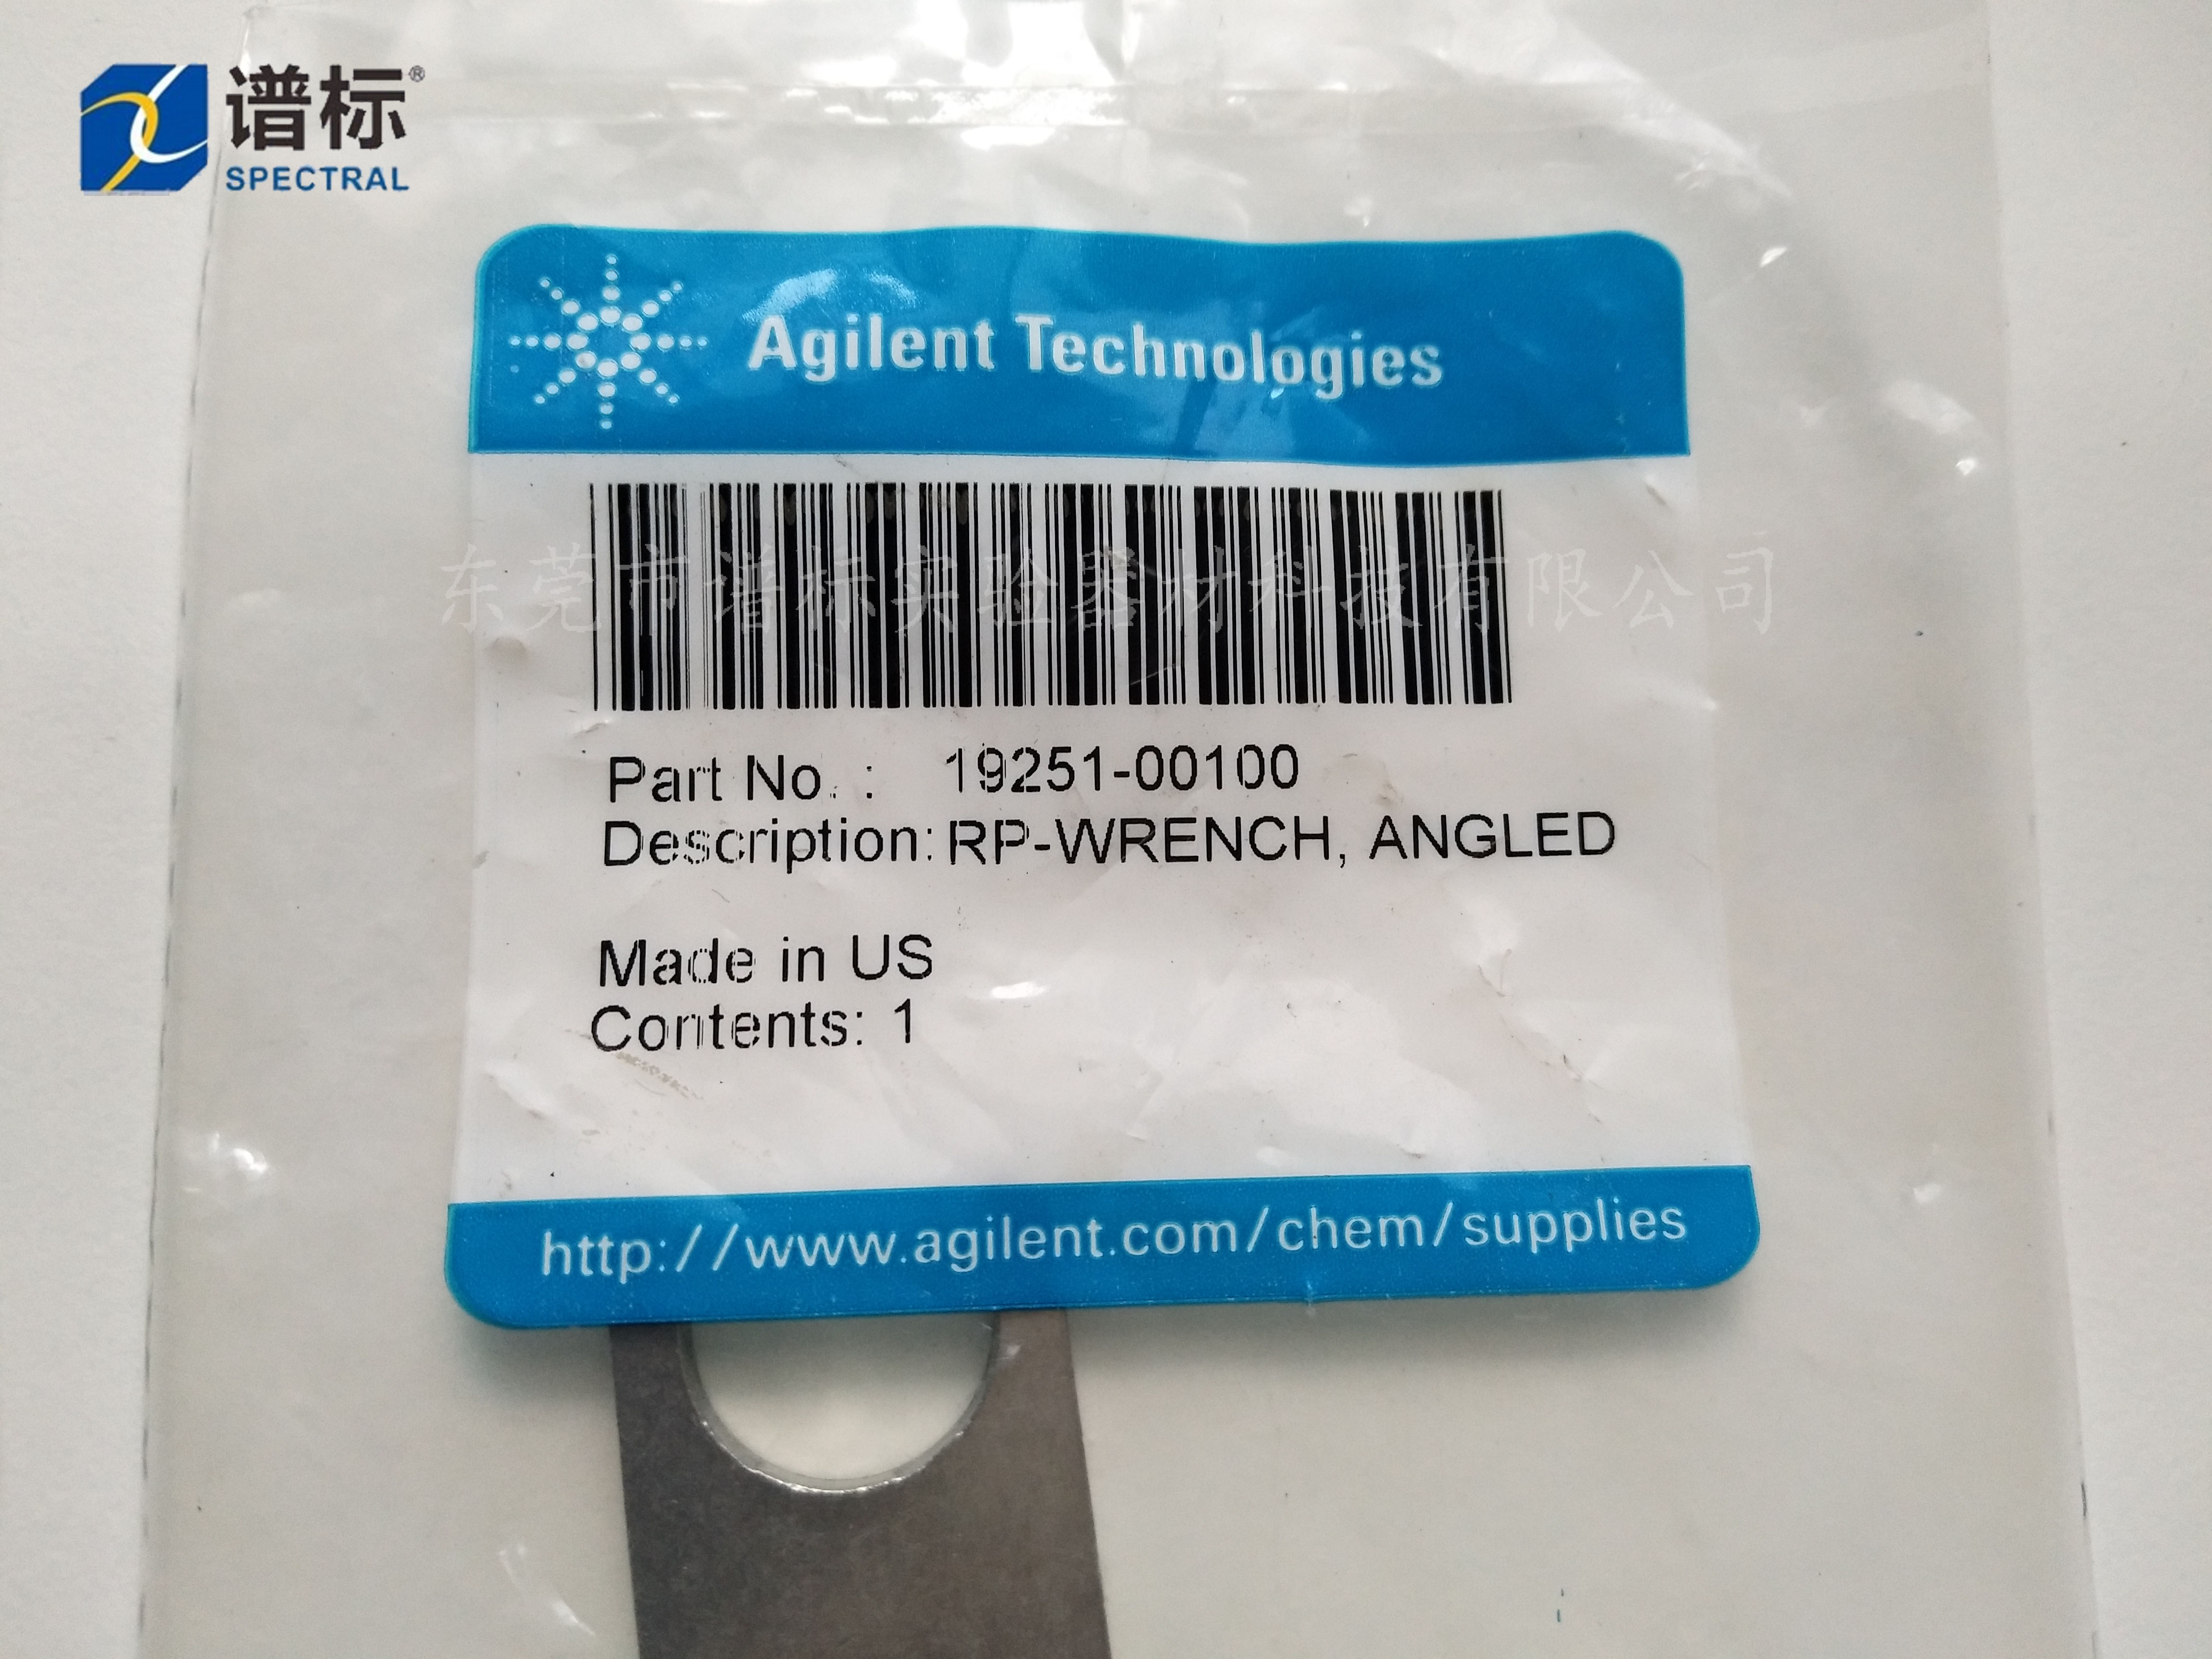 谱标®
SPECTRAL
Agilent Technologies
东莞市谱标实验器材科技有限公司
Part No. : 19251-00100
Description: RP-WRENCH, ANGLED
Made in US
Contents: 1
http://www.agilent.com/chem/supplies